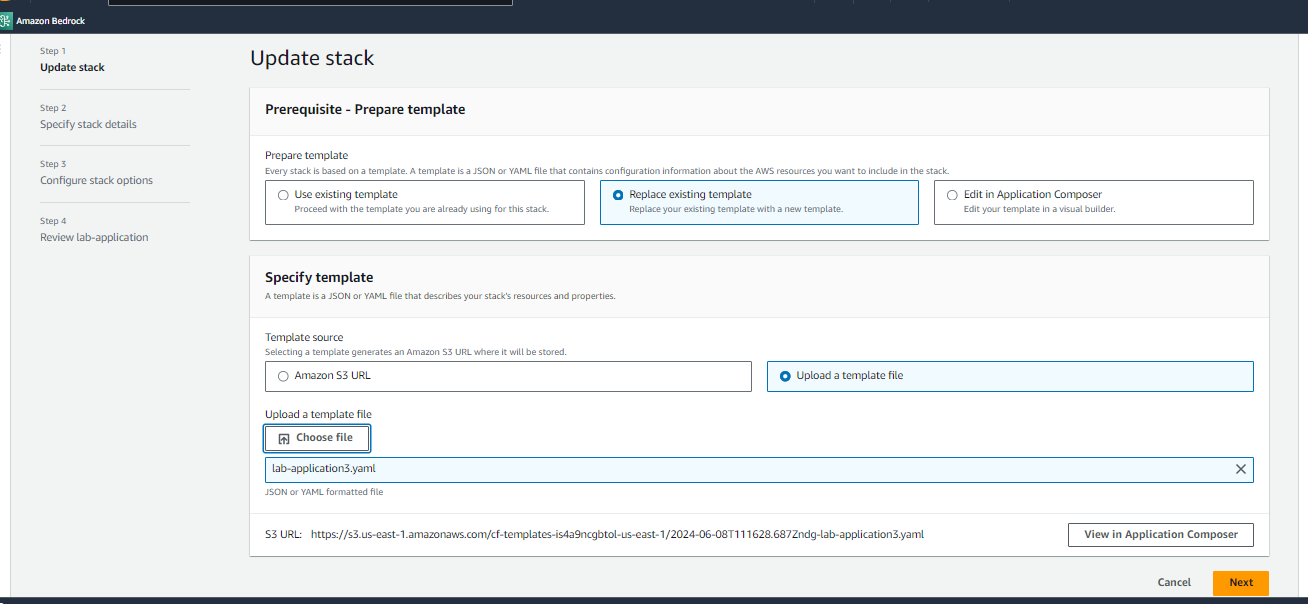 Amazon Bedrock
Step 1
Update stack
Step 2
Specify stack details
Step 3
Configure stack options
Step 4
Review lab-application
Update stack
Prerequisite - Prepare template
Prepare template
Every stack is based on a template. A template is a JSON or YAML file that contains configuration information about the AWS resources you want to include in the stack.
Use existing template
Proceed with the template you are already using for this stack.
Replace existing template
Replace your existing template with a new template.
Edit in Application Composer
Edit your template in a visual builder.
Specify template
A template is a JSON or YAML file that describes your stack's resources and properties.
Template source
Selecting a template generates an Amazon S3 URL where it will be stored.
Amazon S3 URL
Upload a template file
Upload a template file
Choose file
lab-application3.yaml
JSON or YAML formatted file
S3 URL: https://s3.us-east-1.amazonaws.com/cf-templates-is4a9ncgbtol-us-east-1/2024-06-08T111628.687Zndg-lab-application3.yaml
View in Application Composer
Cancel
Next